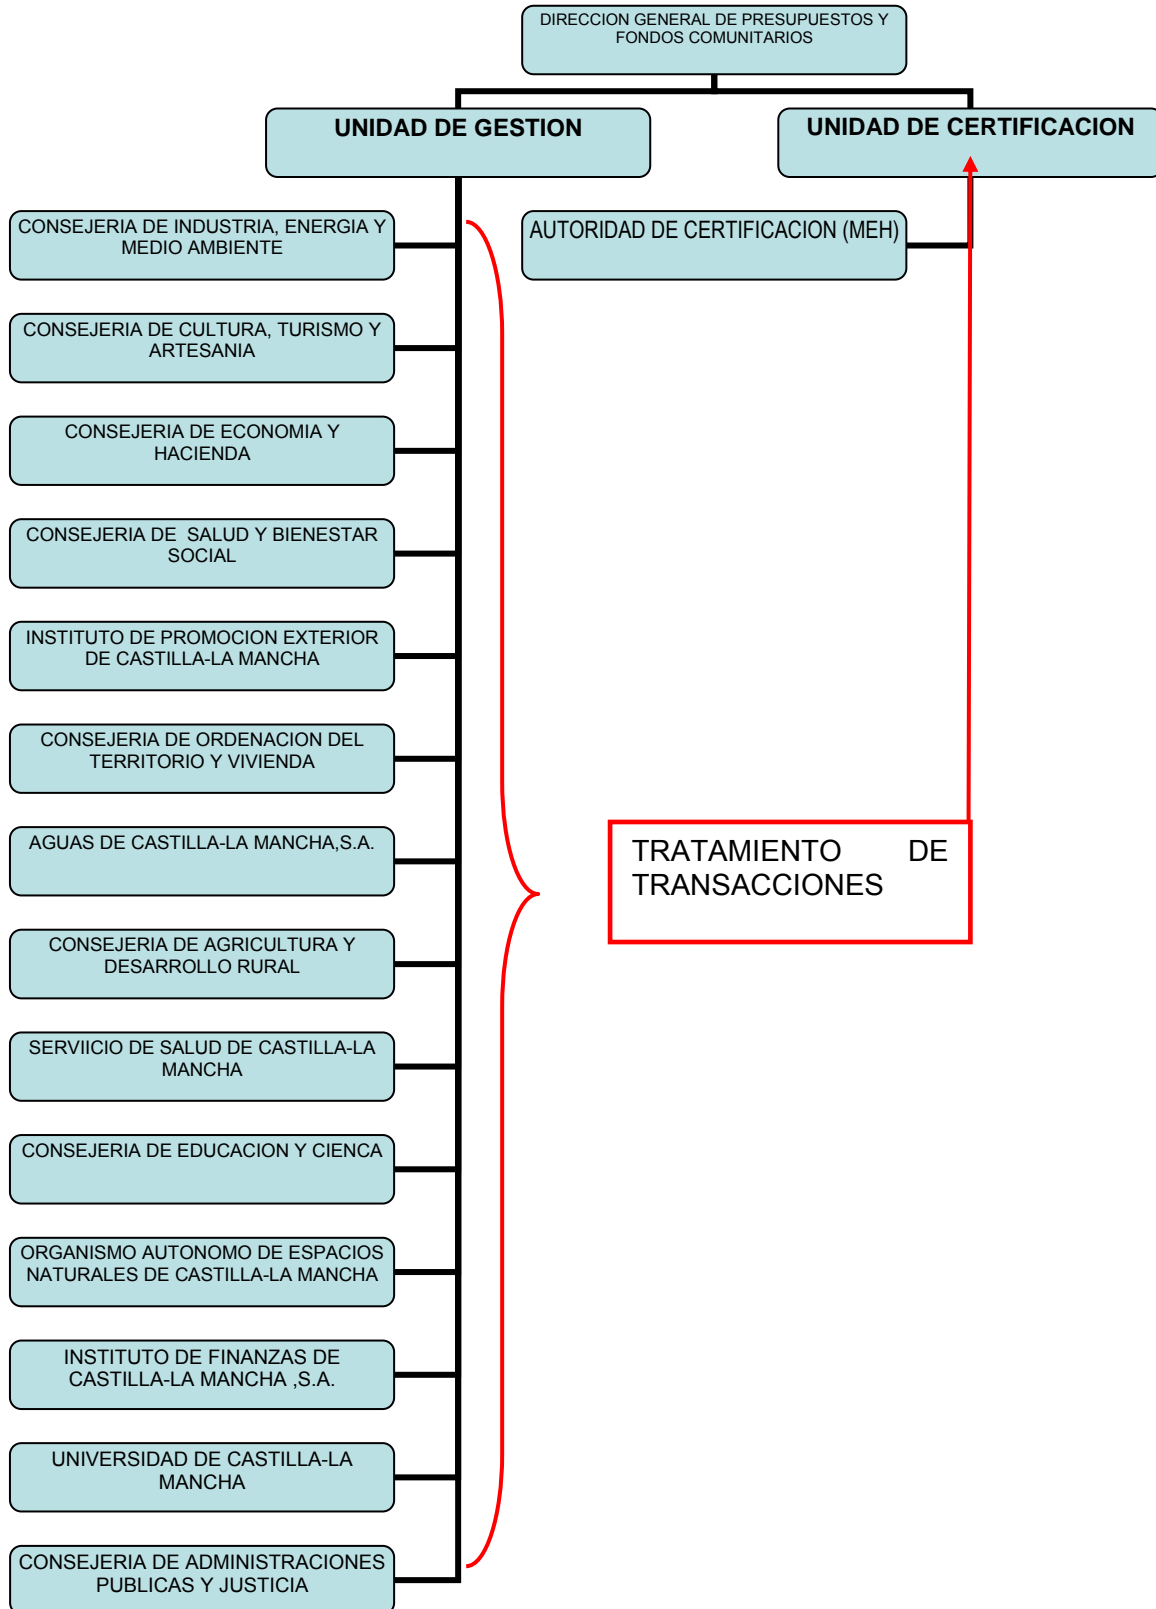 DIRECCION GENERAL DE PRESUPUESTOS Y
FONDOS COMUNITARIOS
UNIDAD DE GESTION
UNIDAD DE CERTIFICACION
CONSEJERIA DE INDUSTRIA, ENERGIA Y
MEDIO AMBIENTE
AUTORIDAD DE CERTIFICACION (MEH)
CONSEJERIA DE CULTURA, TURISMO Y
ARTESANIA
CONSEJERIA DE ECONOMIA Y
HACIENDA
CONSEJERIA DE SALUD Y BIENESTAR
SOCIAL
INSTITUTO DE PROMOCION EXTERIOR
DE CASTILLA-LA MANCHA
CONSEJERIA DE ORDENACION DEL
TERRITORIO Y VIVIENDA
AGUAS DE CASTILLA-LA MANCHA,S.A.
TRATAMIENTO DE
TRANSACCIONES
CONSEJERIA DE AGRICULTURA Y
DESARROLLO RURAL
SERVIICIO DE SALUD DE CASTILLA-LA
MANCHA
CONSEJERIA DE EDUCACION Y CIENCA
ORGANISMO AUTONOMO DE ESPACIOS
NATURALES DE CASTILLA-LA MANCHA
INSTITUTO DE FINANZAS DE
CASTILLA-LA MANCHA ,S.A.
UNIVERSIDAD DE CASTILLA-LA
MANCHA
CONSEJERIA DE ADMINISTRACIONES
PUBLICAS Y JUSTICIA